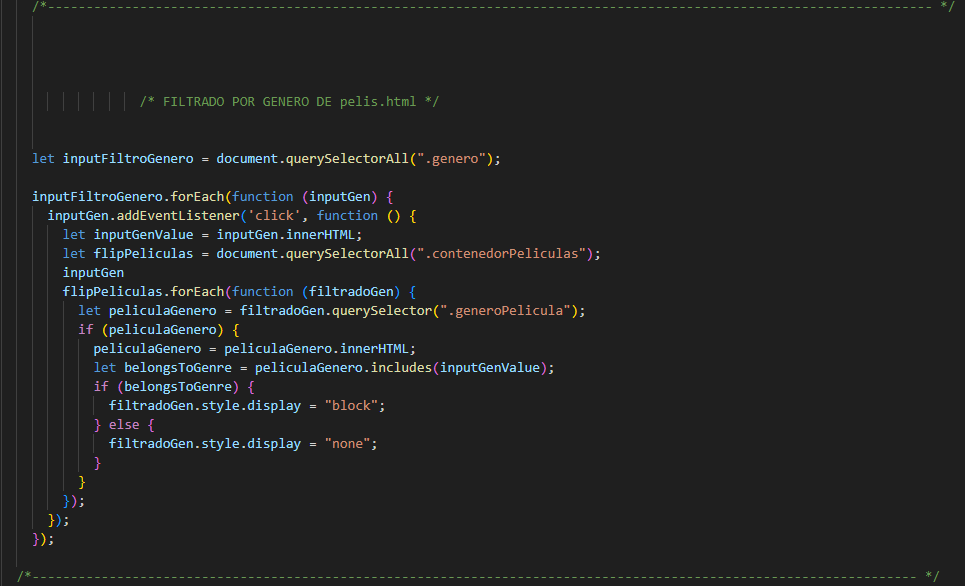 /*------------------------------------------------------------------------------------------------------------------- */
/* FILTRADO POR GENERO DE pelis.html */
let inputFiltroGenero = document.querySelectorAll(".genero");
inputFiltroGenero.forEach(function (inputGen) {
inputGen.addEventListener('click', function () {
let inputGenValue = inputGen.innerHTML;
let flipPeliculas = document.querySelectorAll(".contenedorPeliculas");
inputGen
flipPeliculas.forEach(function (filtradoGen) {
let peliculaGenero = filtradoGen.querySelector(".generoPelicula");
if (peliculaGenero) {
peliculaGenero = peliculaGenero.innerHTML;
let belongsToGenre = peliculaGenero.includes(inputGenValue);
if (belongsToGenre) {
filtradoGen.style.display = "block";
} else {
filtradoGen.style.display = "none";
}
}
});
});
});
/*------------------------------------------------------------------------------------------------------------------- */